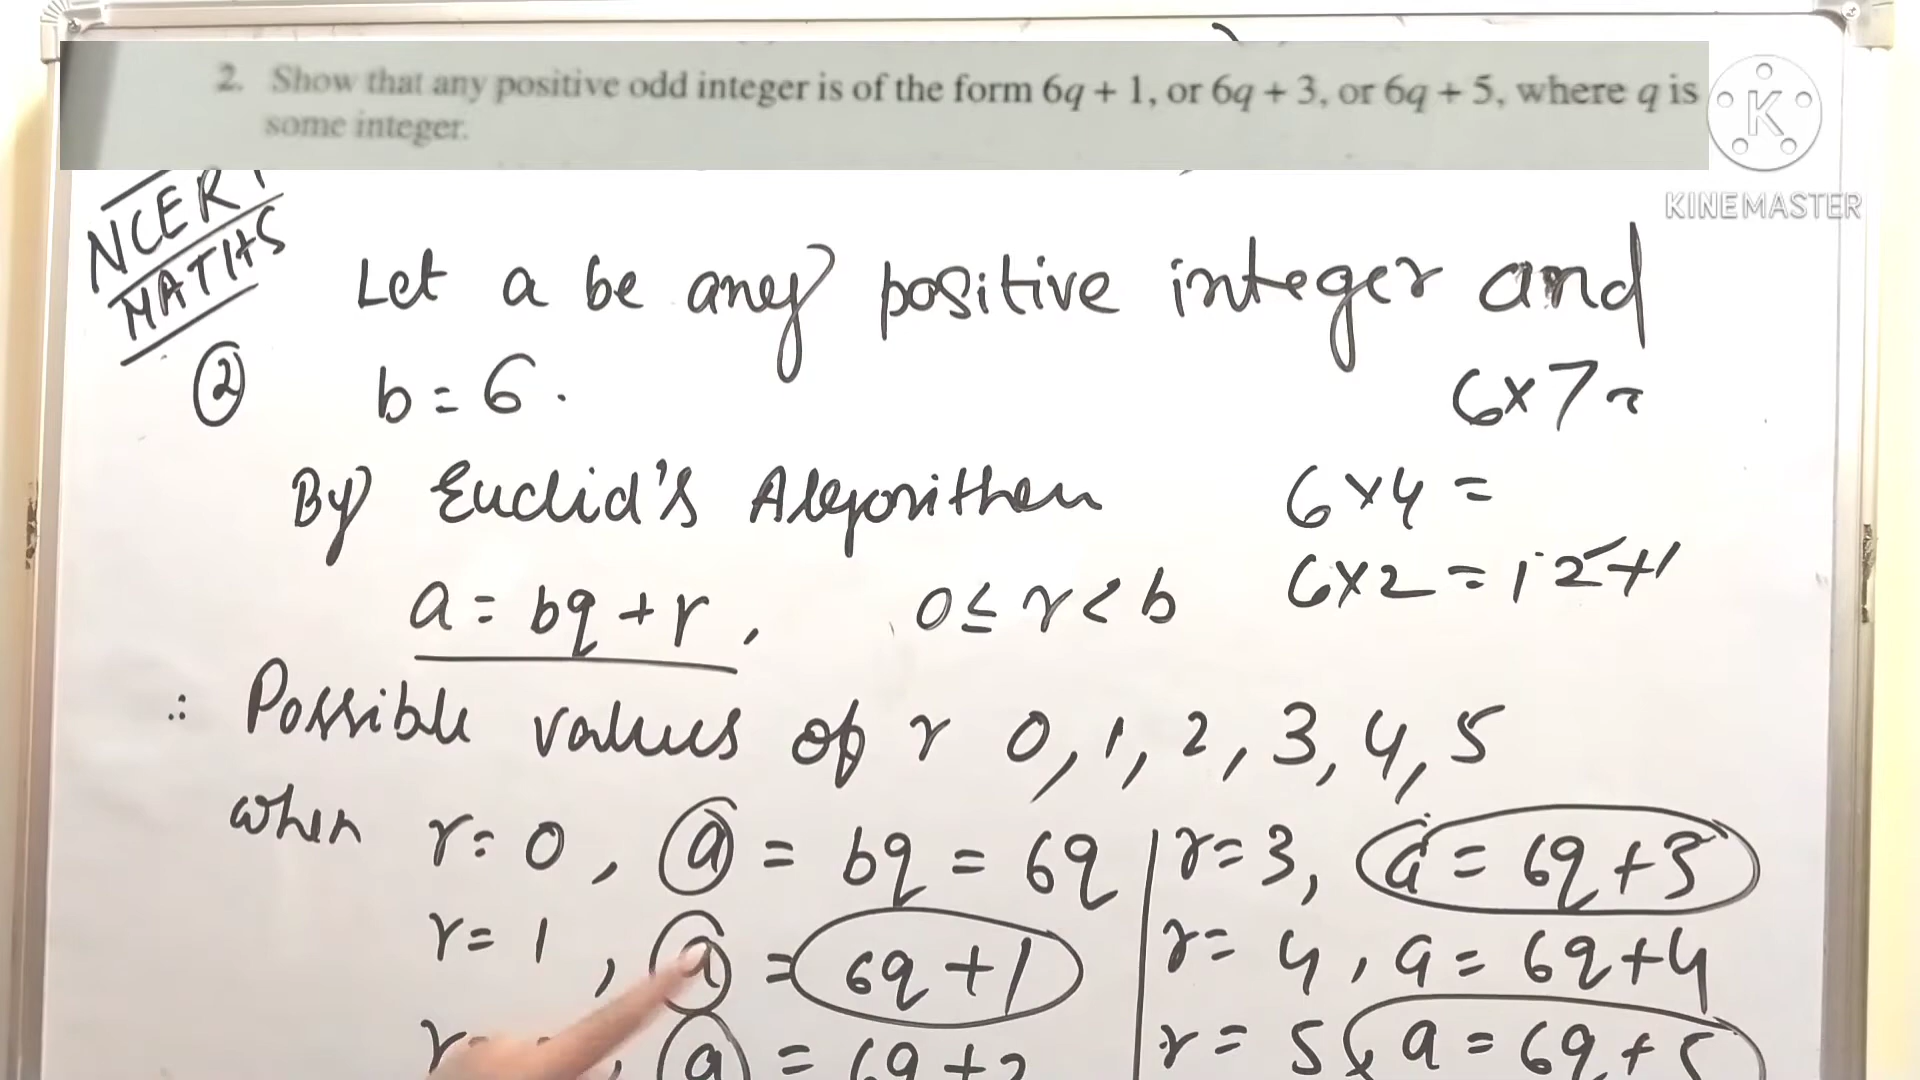 2. Show that any positive odd integer is of the form 6q + 1, or 6q + 3, or 6q + 5, where q is
some integer.
KINEMASTER
NCERT
MATHS
Let a be any positive integer and
② b = 6.
6×7=
By Euclid's Algorithm
6×4 =
a = bq + r, 0 ≤ r < b
6×2 = 12+1
∴ Possible values of r 0, 1, 2, 3, 4, 5
when r = 0, a = bq = 6q
r = 1, a = 6q + 1
a = 6q + 2
r = 3, a = 6q + 3
r = 4, a = 6q + 4
r = 5, a = 6q + 5